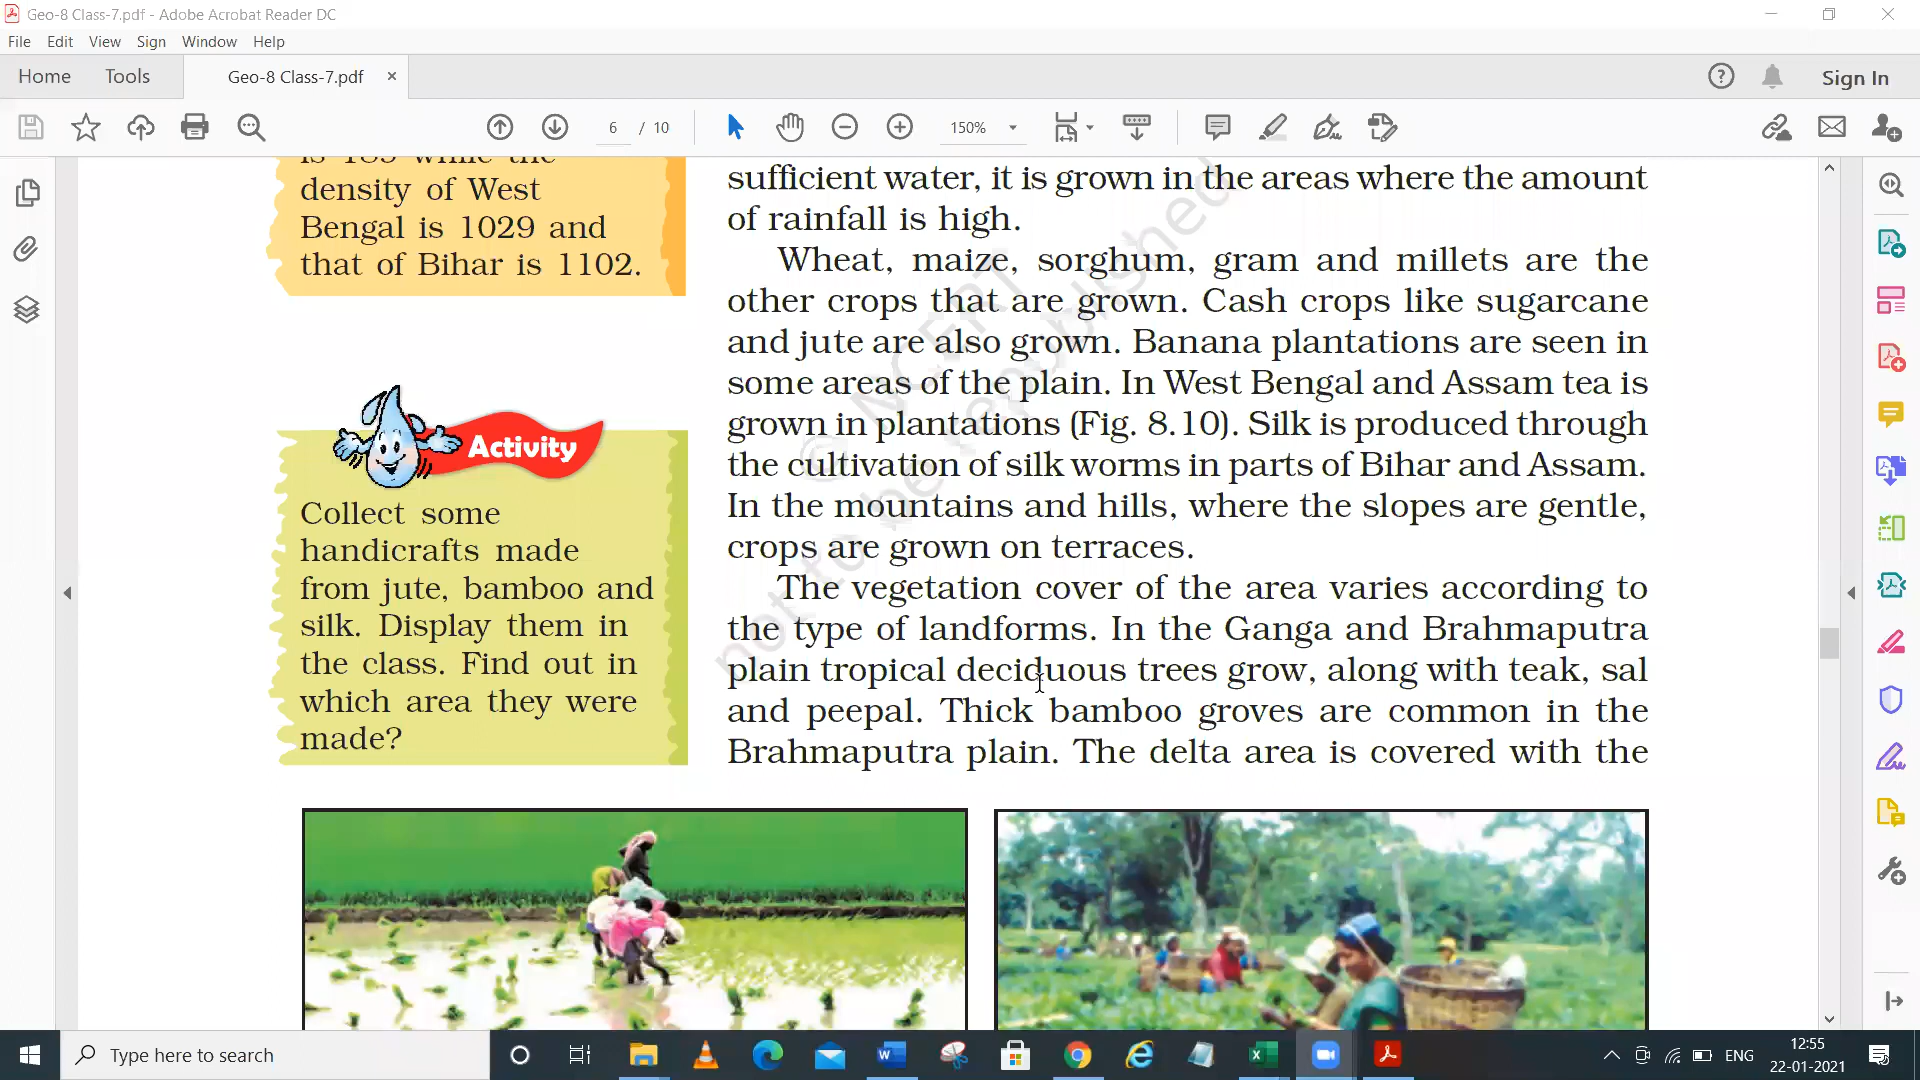 Geo-8 Class-7.pdf - Adobe Acrobat Reader DC
File Edit View Sign Window Help
Home Tools Geo-8 Class-7.pdf × Sign In
6 / 10 150%
is 189 while the
density of West
Bengal is 1029 and
that of Bihar is 1102.
Activity
Collect some
handicrafts made
from jute, bamboo and
silk. Display them in
the class. Find out in
which area they were
made?
sufficient water, it is grown in the areas where the amount
of rainfall is high.
Wheat, maize, sorghum, gram and millets are the
other crops that are grown. Cash crops like sugarcane
and jute are also grown. Banana plantations are seen in
some areas of the plain. In West Bengal and Assam tea is
grown in plantations (Fig. 8.10). Silk is produced through
the cultivation of silk worms in parts of Bihar and Assam.
In the mountains and hills, where the slopes are gentle,
crops are grown on terraces.
The vegetation cover of the area varies according to
the type of landforms. In the Ganga and Brahmaputra
plain tropical deciduous trees grow, along with teak, sal
and peepal. Thick bamboo groves are common in the
Brahmaputra plain. The delta area is covered with the
© NCERT
not to be republished
Type here to search
ENG
12:55
22-01-2021